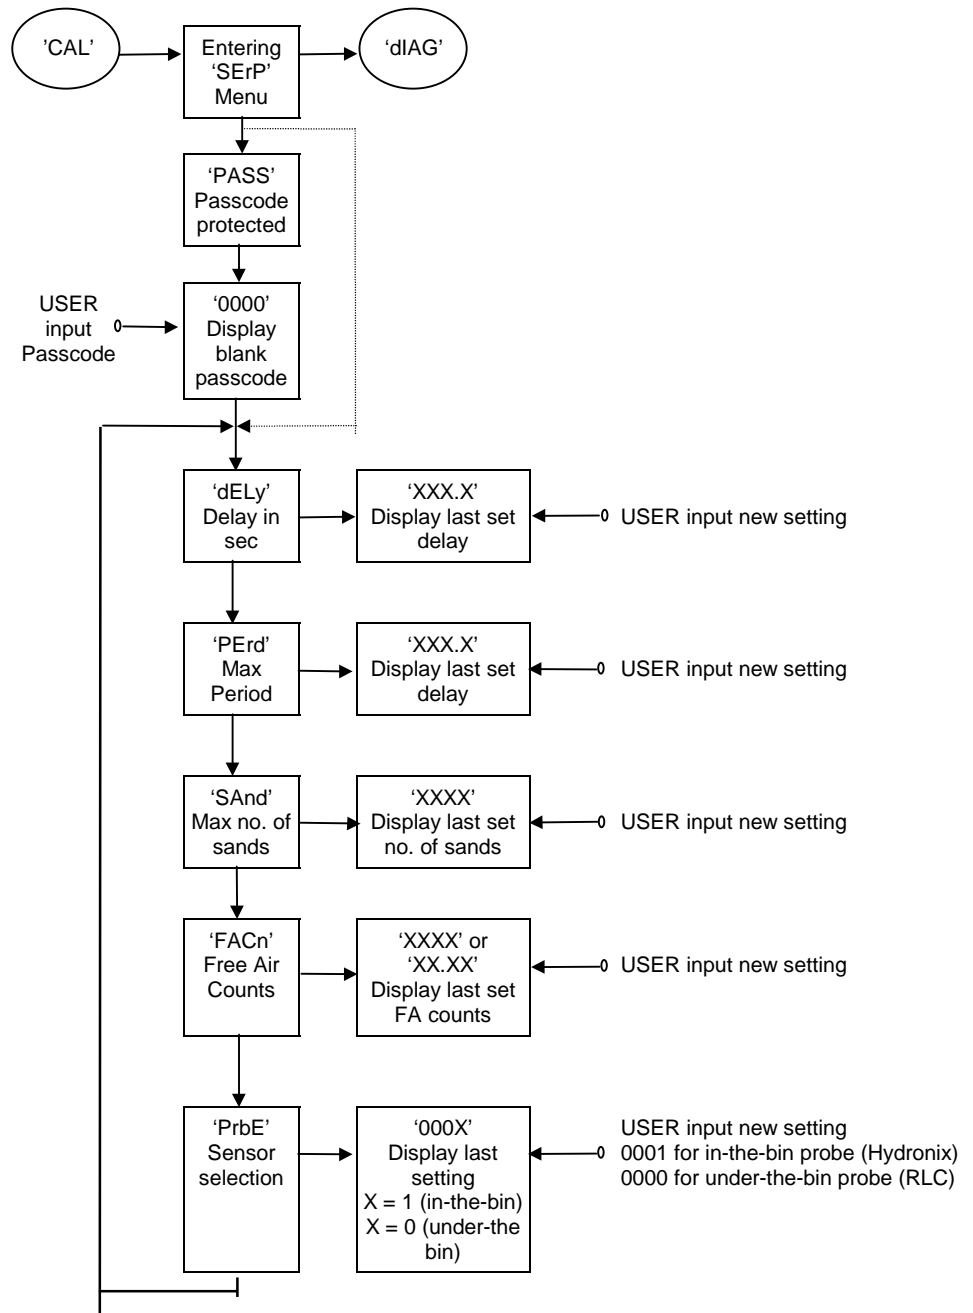 'CAL'
Entering
'SErP'
Menu
'dIAG'
'PASS'
Passcode
protected
USER
input
Passcode
'0000'
Display
blank
passcode
'dELy'
Delay in
sec
'XXX.X'
Display last set
delay
USER input new setting
'PErd'
Max
Period
'XXX.X'
Display last set
delay
USER input new setting
'SAnd'
Max no. of
sands
'XXXX'
Display last set
no. of sands
USER input new setting
'FACn'
Free Air
Counts
'XXXX' or
'XX.XX'
Display last set
FA counts
USER input new setting
'PrbE'
Sensor
selection
'000X'
Display last
setting
X = 1 (in-the-bin)
X = 0 (under-the
bin)
USER input new setting
0001 for in-the-bin probe (Hydronix)
0000 for under-the-bin probe (RLC)